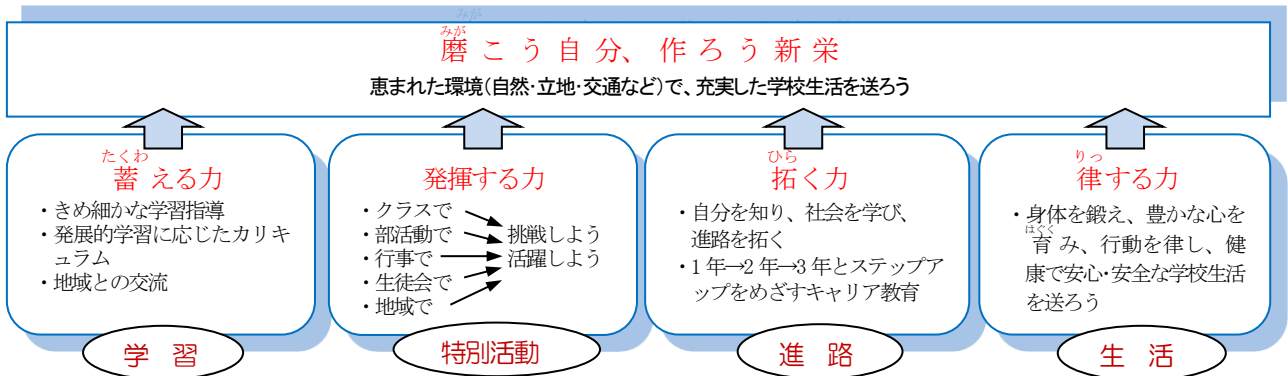 磨こう自分、作ろう新栄
みが
恵まれた環境(自然・立地・交通など)で、充実した学校生活を送ろう
たくわ
蓄える力
・きめ細かな学習指導
・発展的学習に応じたカリキ
ュラム
・地域との交流
学 習
発揮する力
・クラスで
・部活動で
・行事で
・生徒会で
・地域で
挑戦しよう
活躍しよう
特別活動
ひら
拓く力
・自分を知り、社会を学び、
進路を拓く
・1年→2年→3年とステップア
ップをめざすキャリア教育
進 路
りっ
律する力
・身体を鍛え、豊かな心を
はぐく
育み、行動を律し、健
康で安心・安全な学校生活
を送ろう
生 活